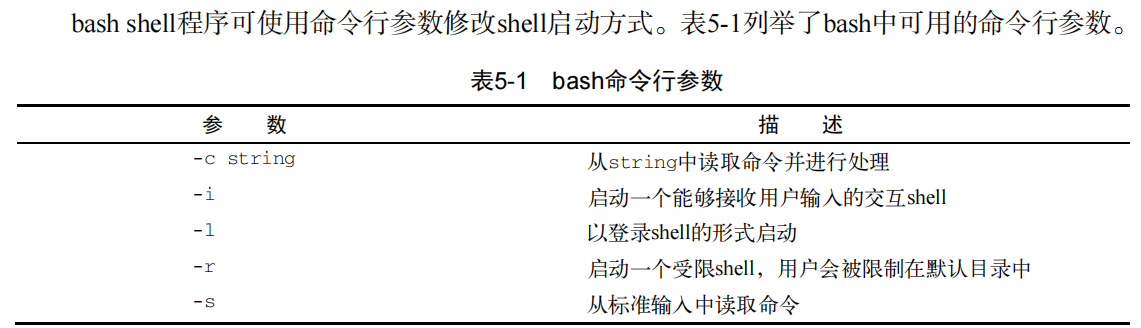 bash shell程序可使用命令行参数修改shell启动方式。表5-1列举了bash中可用的命令行参数。
表5-1 bash命令行参数
参 数 描 述
-c string 从string中读取命令并进行处理
-i 启动一个能够接收用户输入的交互shell
-l 以登录shell的形式启动
-r 启动一个受限shell，用户会被限制在默认目录中
-s 从标准输入中读取命令